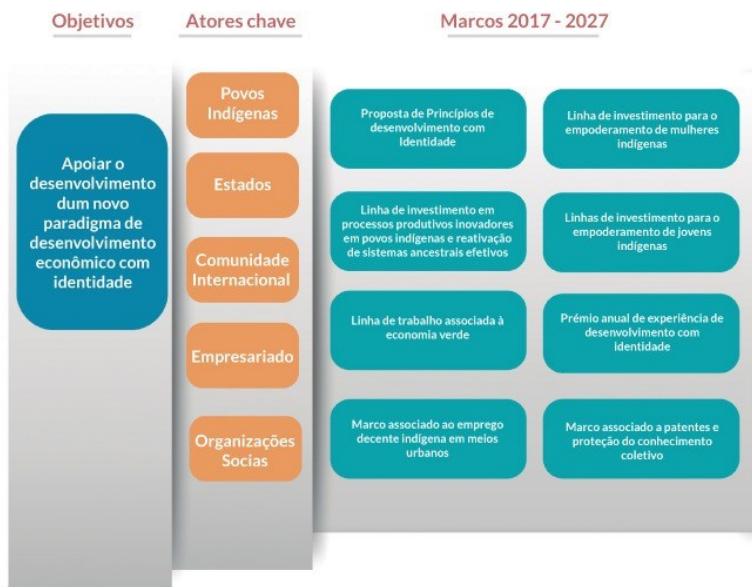 Objetivos
Atores chave
Marcos 2017 - 2027
Apoiar o
desenvolvimento
dum novo
paradigma de
desenvolvimento
econômico com
identidade
Povos
Indígenas
Estados
Comunidade
Internacional
Empresariado
Organizações
Socias
Proposta de Princípios de
desenvolvimento com
Identidade
Linha de investimento para o
empoderamento de mulheres
indígenas
Linha de investimento em
processos produtivos inovadores
em povos indígenas e reativação
de sistemas ancestrais efetivos
Linhas de investimento para o
empoderamento de jovens
indígenas
Linha de trabalho associada à
economia verde
Prémio anual de experiência de
desenvolvimento com
identidade
Marco associado ao emprego
decente indígena em meios
urbanos
Marco associado a patentes e
proteção do conhecimento
coletivo